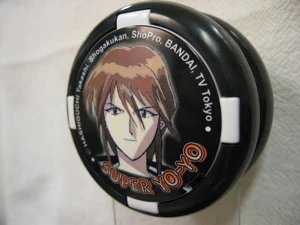 • HASHIGUCHI Takashi, Shogakukan, ShoPro, BANDAI, TV Tokyo •
SUPER YO-YO